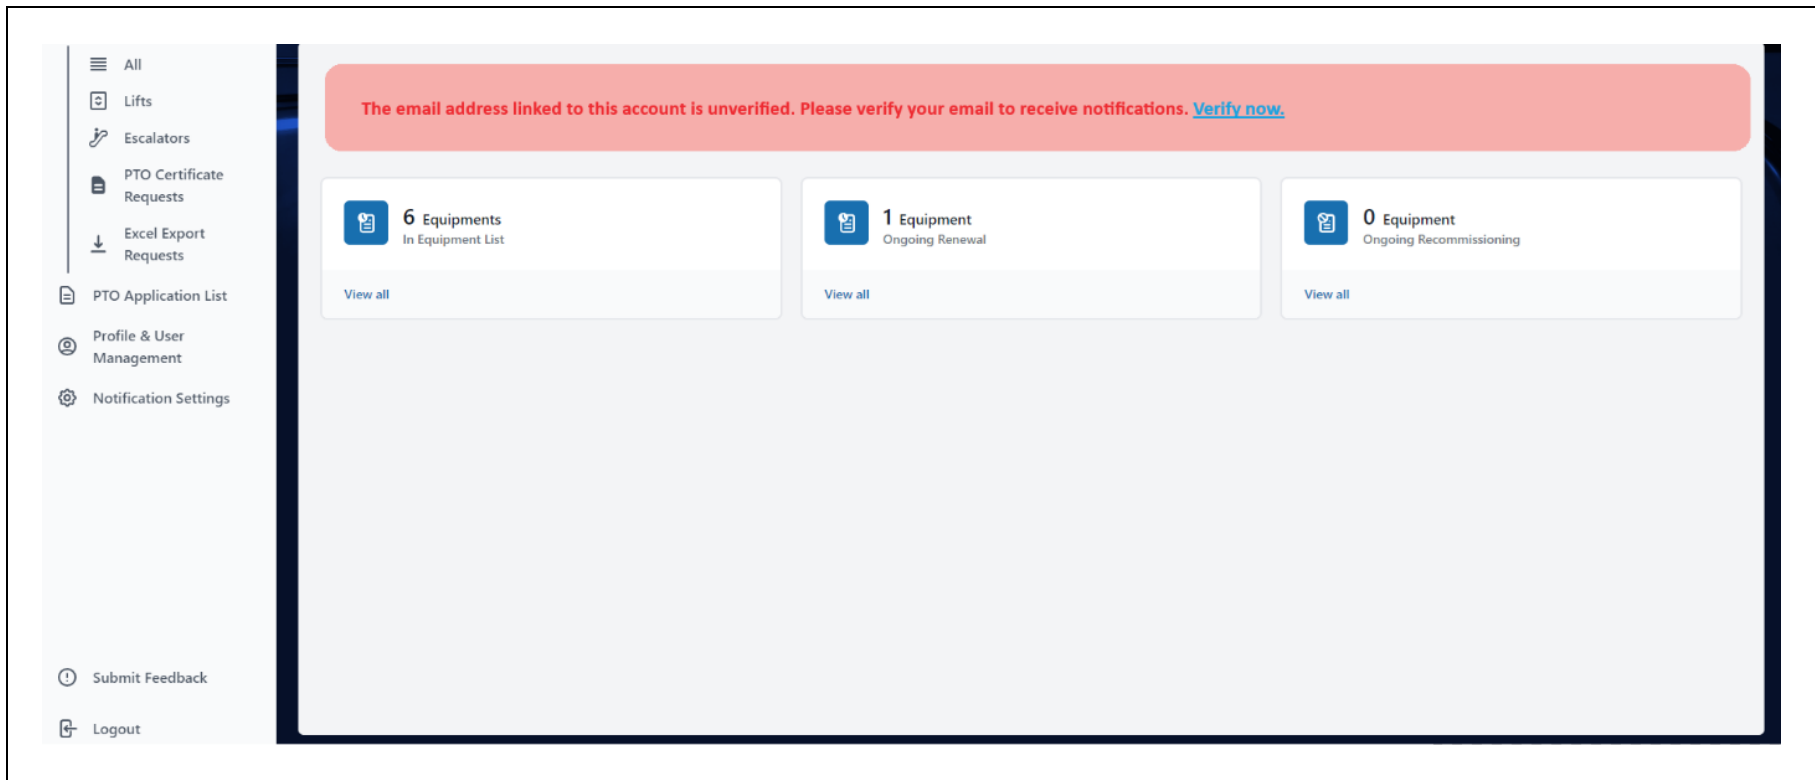 All
Lifts
Escalators
PTO Certificate
Requests
Excel Export
Requests
PTO Application List
Profile & User
Management
Notification Settings
Submit Feedback
Logout
The email address linked to this account is unverified. Please verify your email to receive notifications. Verify now.
6 Equipments
In Equipment List
View all
1 Equipment
Ongoing Renewal
View all
0 Equipment
Ongoing Recommissioning
View all